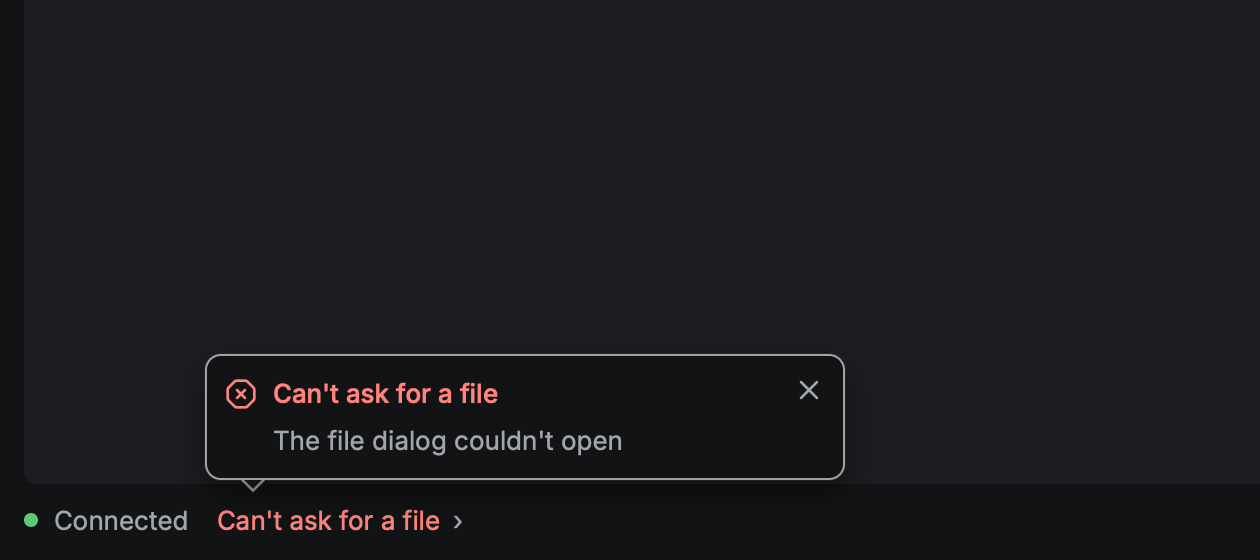 Can't ask for a file
The file dialog couldn't open
Connected Can't ask for a file ›